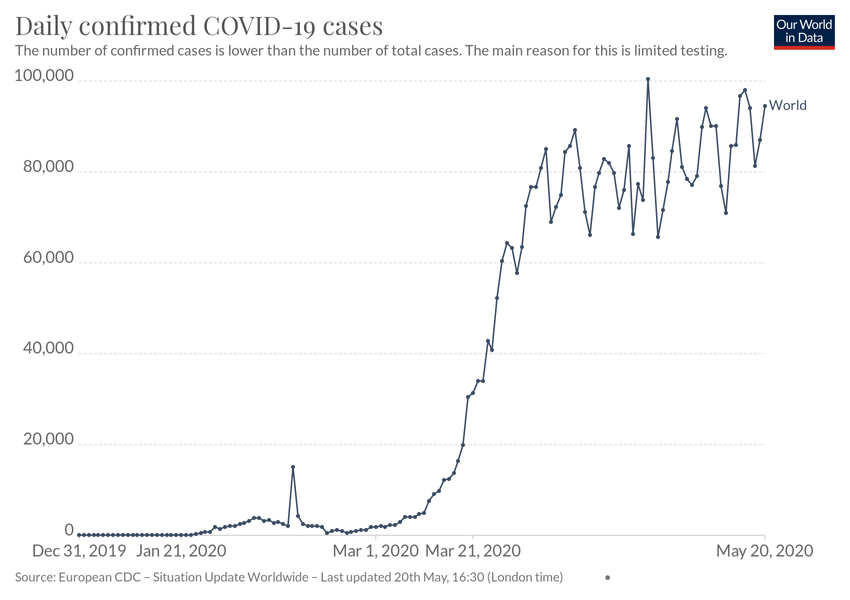 Daily confirmed COVID-19 cases
Our World
in Data
The number of confirmed cases is lower than the number of total cases. The main reason for this is limited testing.
100,000
World
80,000
60,000
40,000
20,000
0
Dec 31, 2019 Jan 21, 2020 Mar 1, 2020 Mar 21, 2020 May 20, 2020
Source: European CDC – Situation Update Worldwide – Last updated 20th May, 16:30 (London time) •